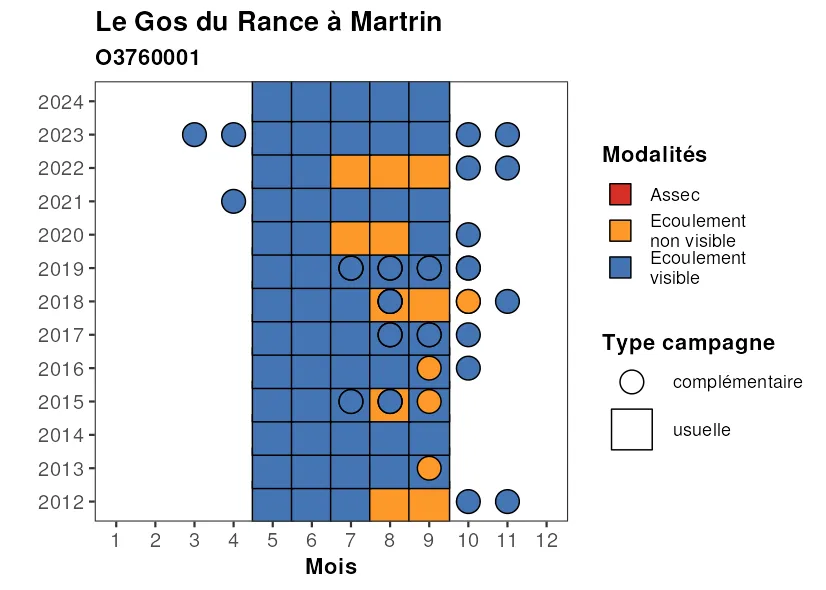 Le Gos du Rance à Martrin
O3760001
2024
2023
2022
2021
2020
2019
2018
2017
2016
2015
2014
2013
2012
1 2 3 4 5 6 7 8 9 10 11 12
Mois
Modalités
Assec
Ecoulement
non visible
Ecoulement
visible
Type campagne
complémentaire
usuelle